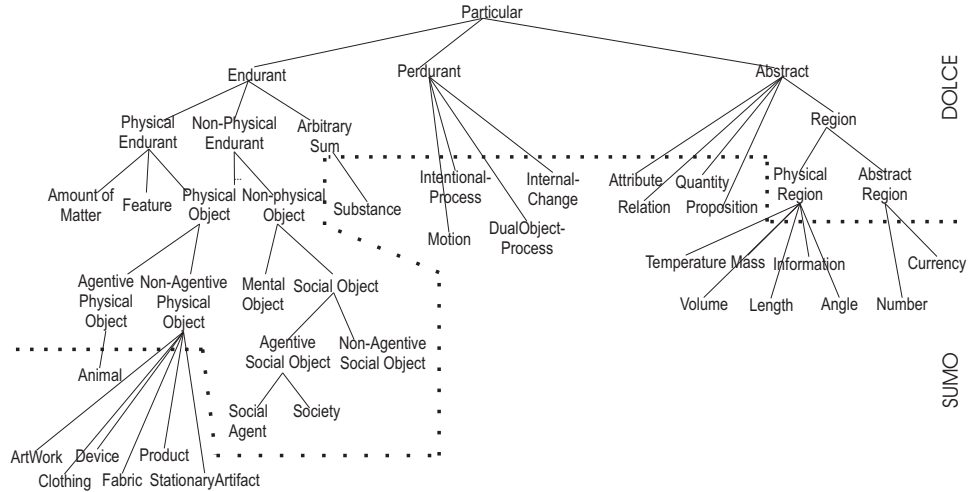 Particular
DOLCE
Endurant
Perdurant
Abstract
Physical
Endurant
Non-Physical
Endurant
Arbitrary
Sum
Region
Amount of
Matter
Feature
Physical
Object
...
Non-physical
Object
Substance
Intentional-
Process
Internal-
Change
Motion
DualObject-
Process
Attribute
Quantity
Relation
Proposition
Physical
Region
Abstract
Region
Agentive
Physical
Object
Non-Agentive
Physical
Object
Mental
Object
Social Object
Temperature Mass
Information
Currency
Volume
Length
Angle
Number
Agentive
Social Object
Non-Agentive
Social Object
SUMO
Animal
Social
Agent
Society
ArtWork
Device
Product
Clothing
Fabric
StationaryArtifact